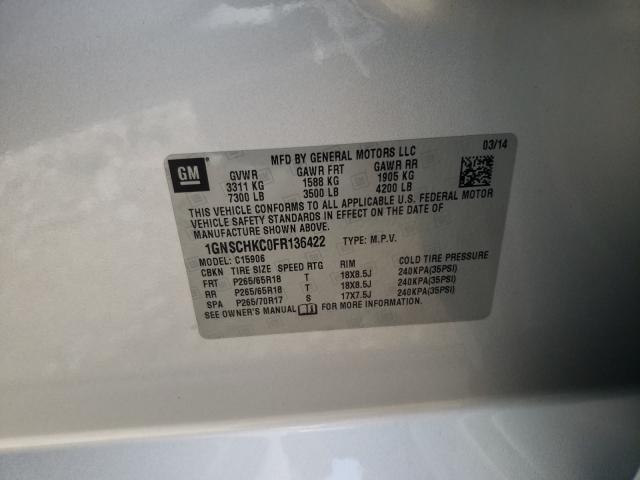 MFD BY GENERAL MOTORS LLC 03/14
GM GVWR GAWR FRT GAWR RR
3311 KG 1588 KG 1905 KG
7300 LB 3500 LB 4200 LB
THIS VEHICLE CONFORMS TO ALL APPLICABLE U.S. FEDERAL MOTOR
VEHICLE SAFETY STANDARDS IN EFFECT ON THE DATE OF
MANUFACTURE SHOWN ABOVE.
1GNSCHKC0FR136422 TYPE: M.P.V.
MODEL: C15906
CBKN TIRE SIZE SPEED RTG RIM COLD TIRE PRESSURE
FRT P265/65R18 T 18X8.5J 240KPA(35PSI)
RR P265/65R18 T 18X8.5J 240KPA(35PSI)
SPA P265/70R17 S 17X7.5J 240KPA(35PSI)
SEE OWNER'S MANUAL FOR MORE INFORMATION.